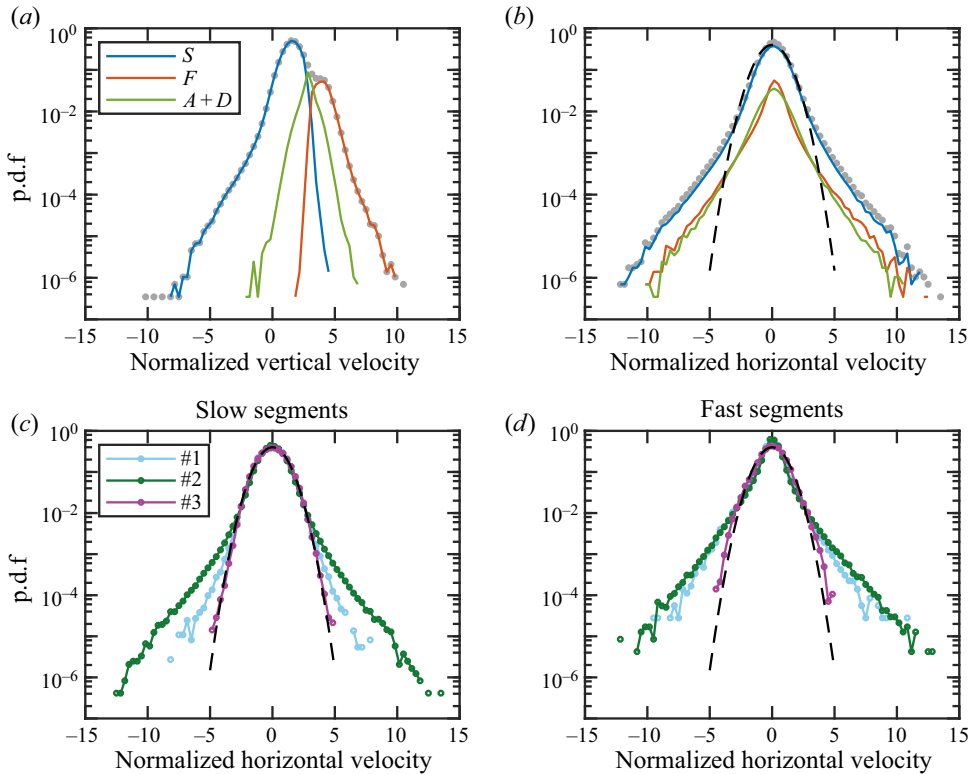 (a)
(b)
10^0
10^−2
10^−4
10^−6
p.d.f
S
F
A + D
−15 −10 −5 0 5 10 15
Normalized vertical velocity
10^0
10^−2
10^−4
10^−6
−15 −10 −5 0 5 10 15
Normalized horizontal velocity
(c)
Slow segments
(d)
Fast segments
10^0
10^−2
10^−4
10^−6
p.d.f
#1
#2
#3
−15 −10 −5 0 5 10 15
Normalized horizontal velocity
10^0
10^−2
10^−4
10^−6
p.d.f
−15 −10 −5 0 5 10 15
Normalized horizontal velocity